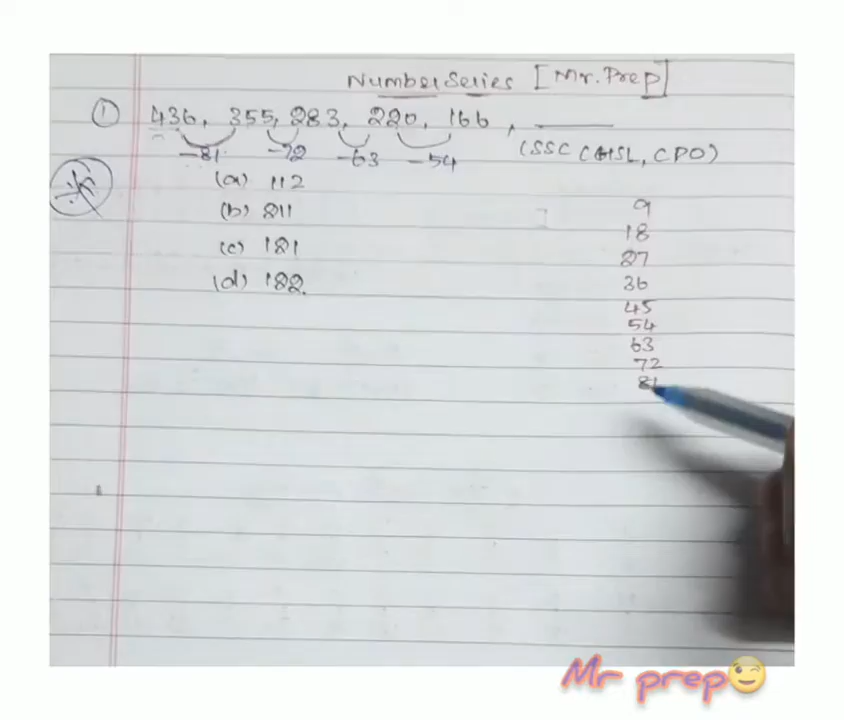 Number Series [Mr. Prep]
① 436, 355, 283, 220, 166, ____
-81 -72 -63 -54 (SSC CHSL, CPO)
(a) 112
(b) 811
(c) 181
(d) 182.
9
18
27
36
45
54
63
72
81
Mr prep😉